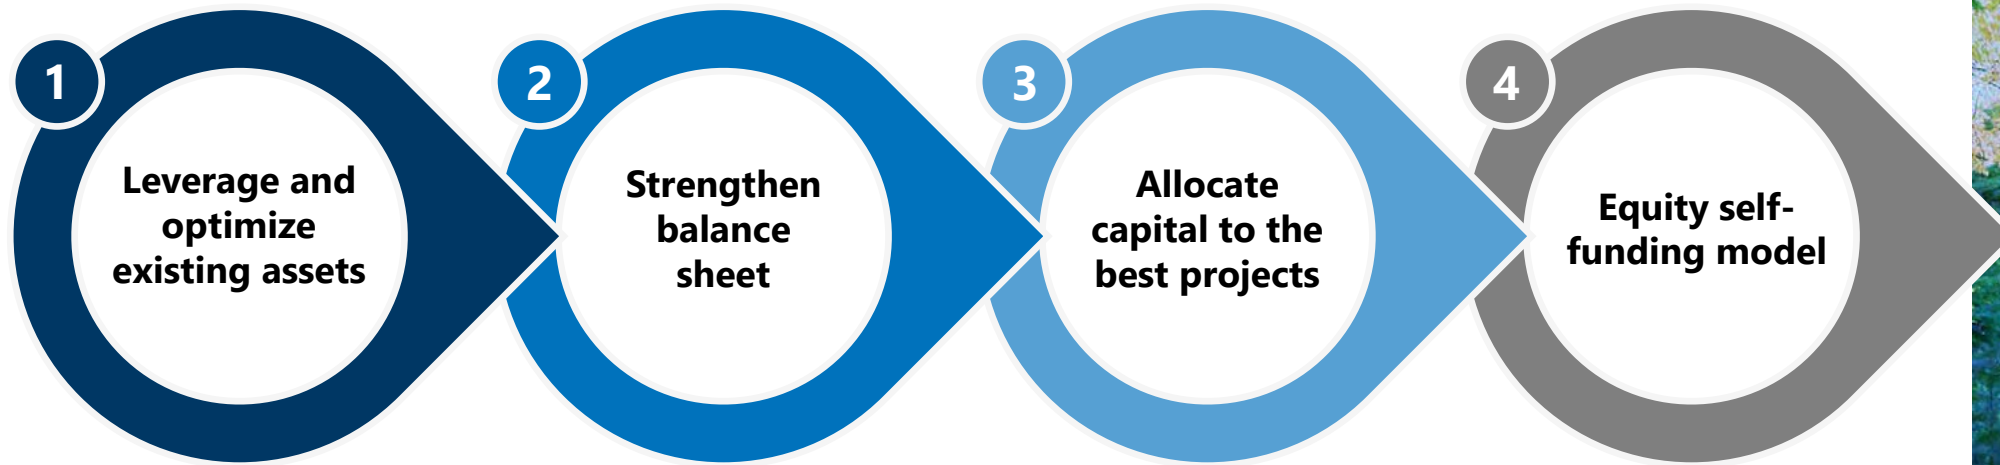 1
Leverage and
optimize
existing assets
2
Strengthen
balance
sheet
3
Allocate
capital to the
best projects
4
Equity self-
funding model